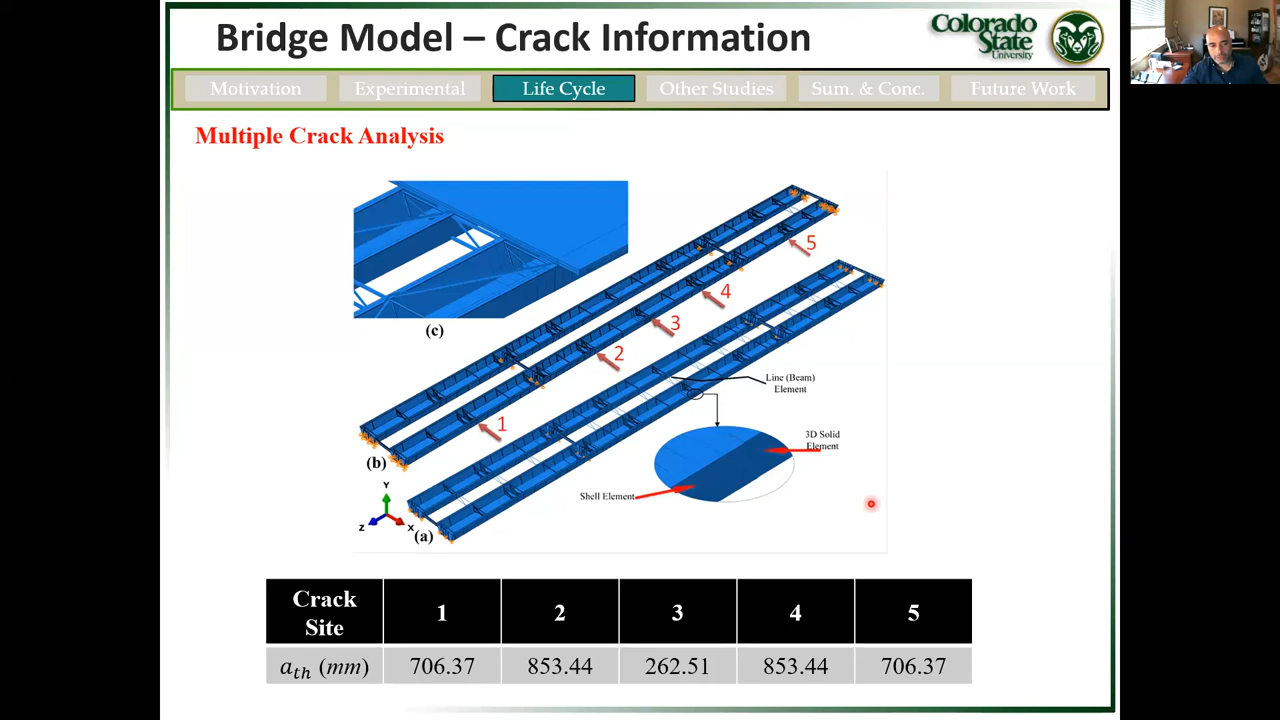 Bridge Model – Crack Information
Colorado
State
University
Motivation
Experimental
Life Cycle
Other Studies
Sum. & Conc.
Future Work
Multiple Crack Analysis
(c)
5
4
3
2
1
Line (Beam)
Element
3D Solid
Element
Shell Element
(b)
Y
Z
X
(a)
Crack Site 1 2 3 4 5
a_th (mm) 706.37 853.44 262.51 853.44 706.37